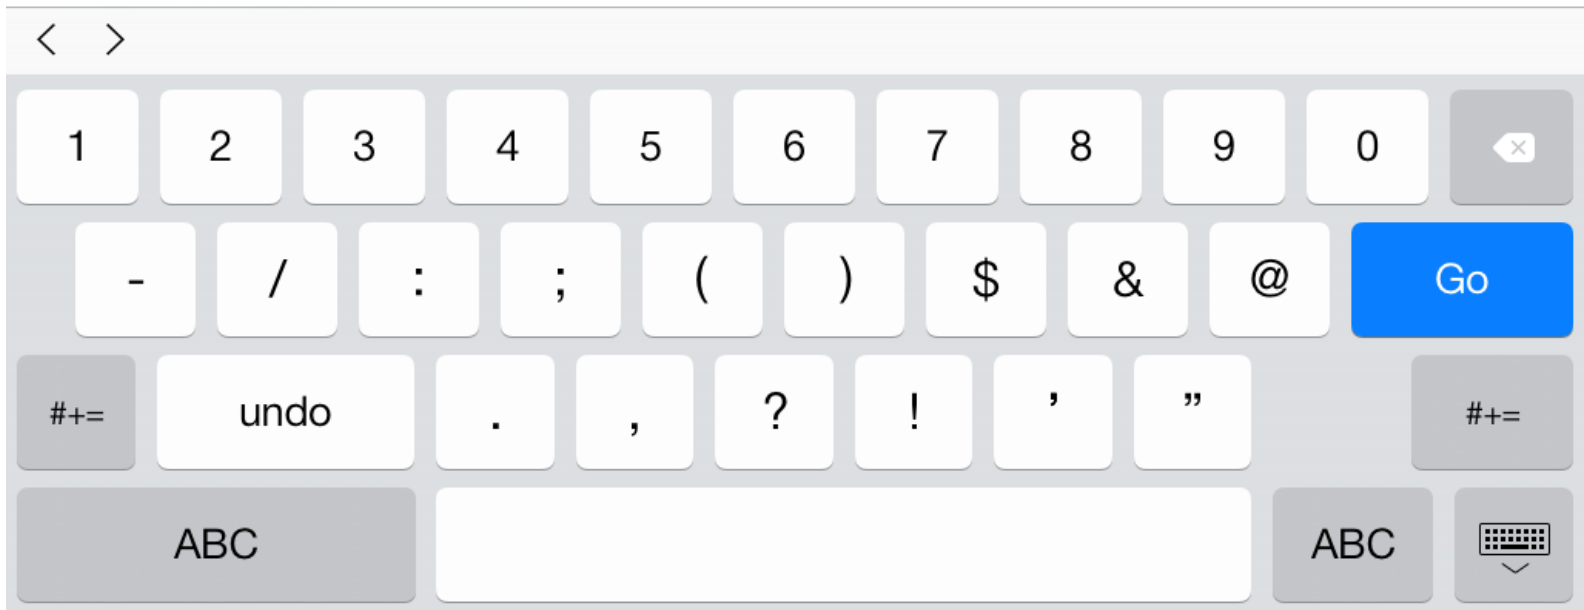 1 2 3 4 5 6 7 8 9 0
- / : ; ( ) $ & @ Go
#+= undo . , ? ! ’ ” #+=
ABC ABC